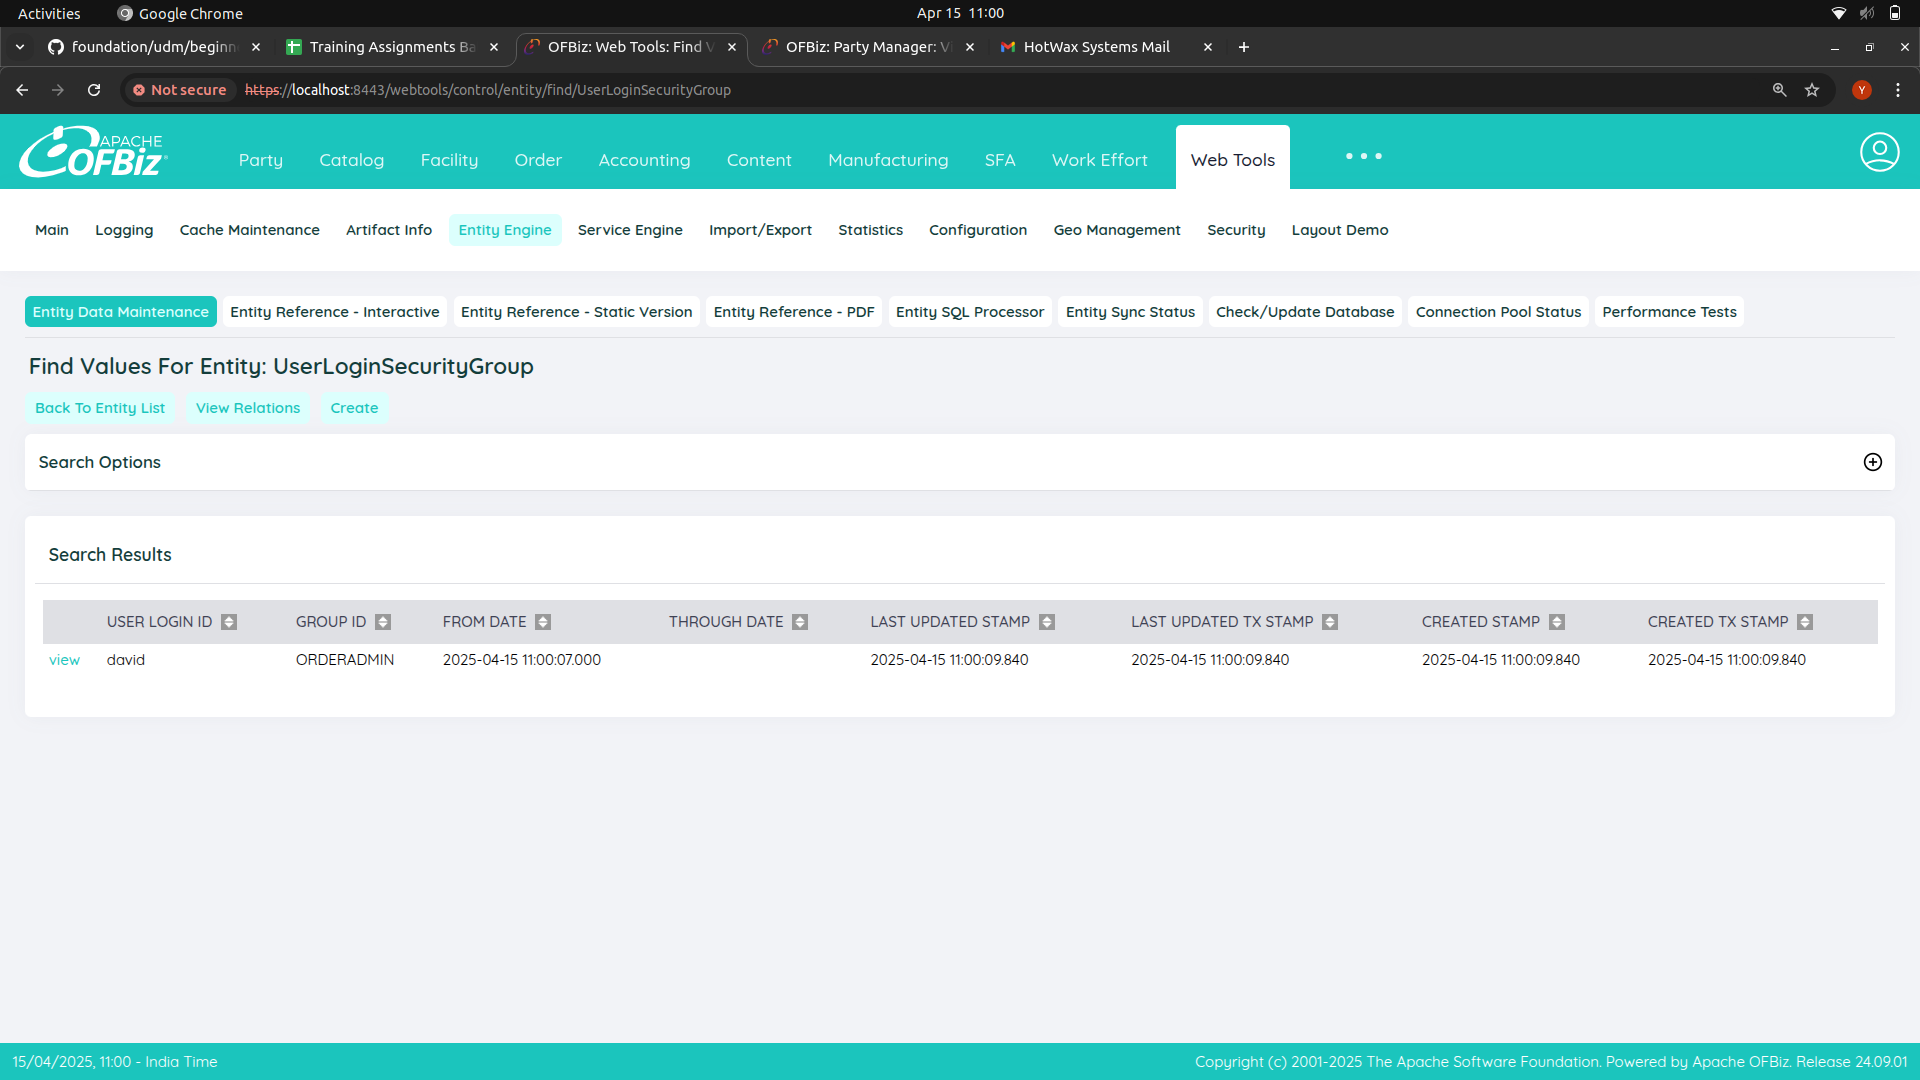 Activities Google Chrome Apr 15 11:00
foundation/udm/beginn Training Assignments Ba OFBiz: Web Tools: Find V OFBiz: Party Manager: Vi HotWax Systems Mail
Not secure https://localhost:8443/webtools/control/entity/find/UserLoginSecurityGroup Y
APACHE OFBiz Party Catalog Facility Order Accounting Content Manufacturing SFA Work Effort Web Tools
Main Logging Cache Maintenance Artifact Info Entity Engine Service Engine Import/Export Statistics Configuration Geo Management Security Layout Demo
Entity Data Maintenance Entity Reference - Interactive Entity Reference - Static Version Entity Reference - PDF Entity SQL Processor Entity Sync Status Check/Update Database Connection Pool Status Performance Tests
Find Values For Entity: UserLoginSecurityGroup
Back To Entity List View Relations Create
Search Options
Search Results
USER LOGIN ID GROUP ID FROM DATE THROUGH DATE LAST UPDATED STAMP LAST UPDATED TX STAMP CREATED STAMP CREATED TX STAMP
view david ORDERADMIN 2025-04-15 11:00:07.000 2025-04-15 11:00:09.840 2025-04-15 11:00:09.840 2025-04-15 11:00:09.840 2025-04-15 11:00:09.840
15/04/2025, 11:00 - India Time Copyright (c) 2001-2025 The Apache Software Foundation. Powered by Apache OFBiz. Release 24.09.01